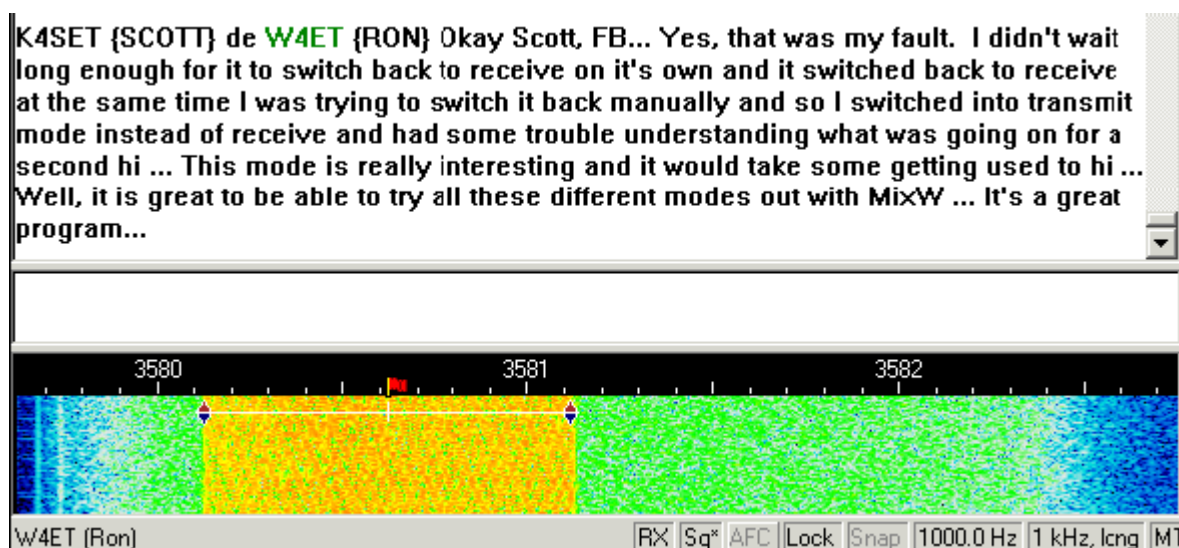 K4SET {SCOTT} de W4ET {RON} Okay Scott, FB... Yes, that was my fault.  I didn't wait
long enough for it to switch back to receive on it's own and it switched back to receive
at the same time I was trying to switch it back manually and so I switched into transmit
mode instead of receive and had some trouble understanding what was going on for a
second hi ... This mode is really interesting and it would take some getting used to hi ...
Well, it is great to be able to try all these different modes out with MixW ... It's a great
program...
3580 3581 3582
W4ET (Ron) RX Sq* AFC Lock Snap 1000.0 Hz 1 kHz, long MT